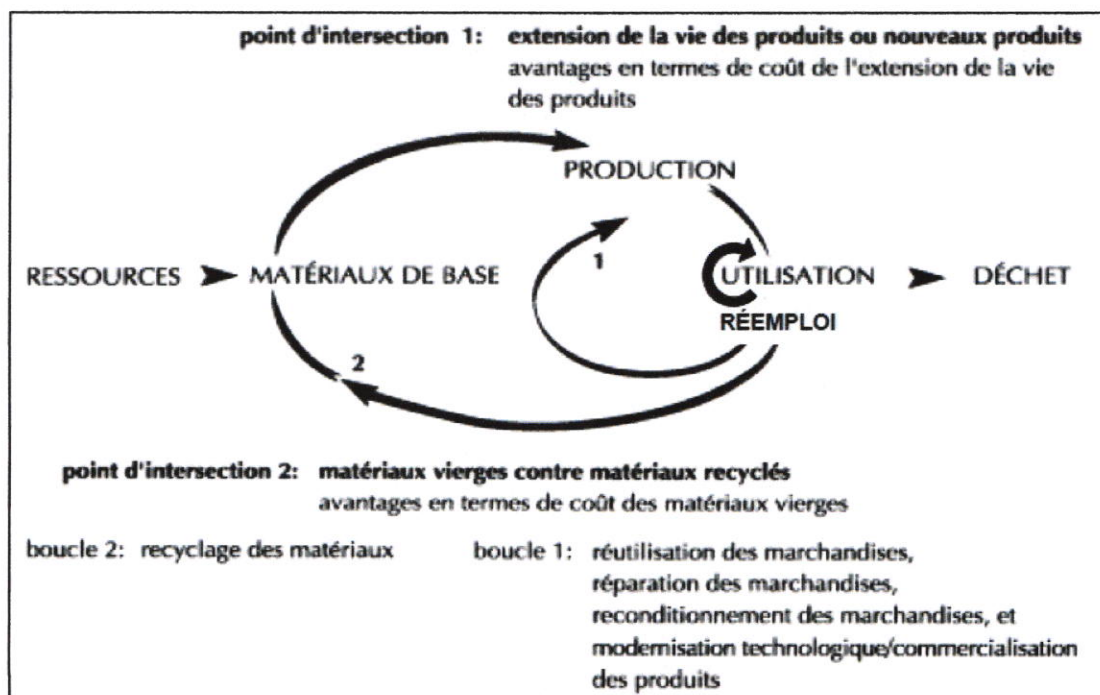 point d'intersection 1: extension de la vie des produits ou nouveaux produits
avantages en termes de coût de l'extension de la vie
des produits
PRODUCTION
1
RESSOURCES MATÉRIAUX DE BASE UTILISATION DÉCHET
RÉEMPLOI
2
point d'intersection 2: matériaux vierges contre matériaux recyclés
avantages en termes de coût des matériaux vierges
boucle 2: recyclage des matériaux
boucle 1: réutilisation des marchandises,
réparation des marchandises,
reconditionnement des marchandises, et
modernisation technologique/commercialisation
des produits